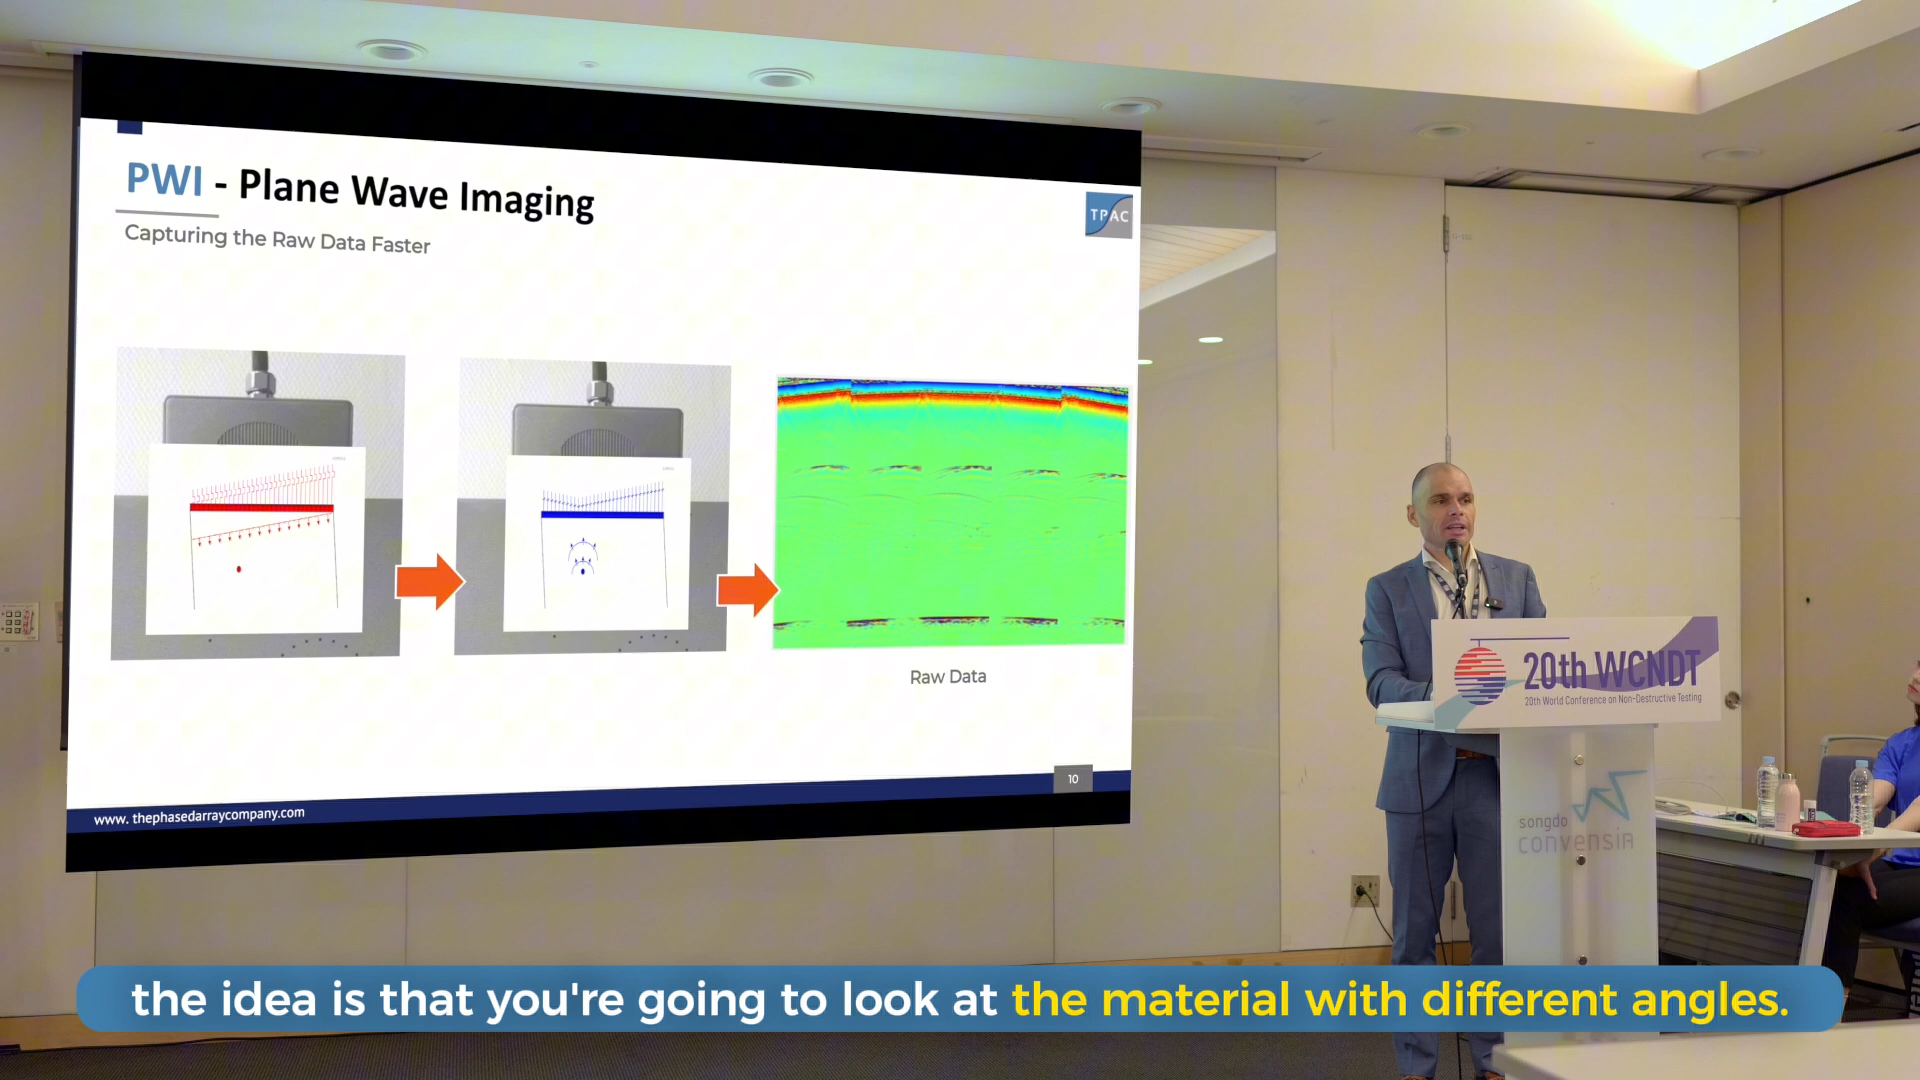 PWI - Plane Wave Imaging
TPAC
Capturing the Raw Data Faster
Raw Data
10
www. thephasedarraycompany.com
20th WCNDT
20th World Conference on Non-Destructive Testing
songdo
convensia
the idea is that you're going to look at the material with different angles.